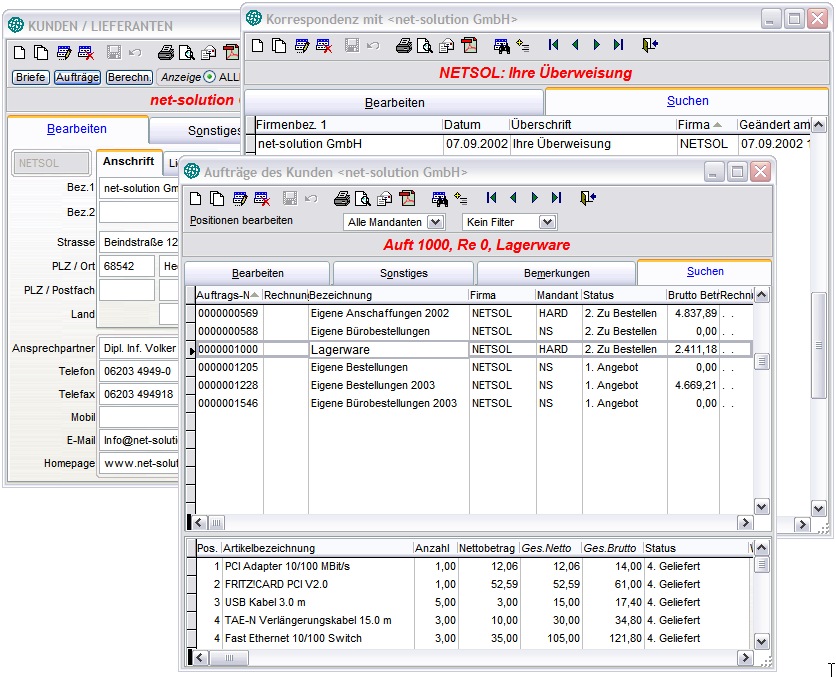 KUNDEN / LIEFERANTEN
Briefe Aufträge Berechn. Anzeige ALL
net-solution
Bearbeiten Sonstiges
NETSOL Anschrift
Bez.1 net-solution Gm
Bez.2
Strasse Beindstraße 12
PLZ / Ort 68542 He
PLZ / Postfach
Land
Ansprechpartner Dipl. Inf. Volker
Telefon 06203 4949-0
Telefax 06203 494918
Mobil
E-Mail Info@net-soluti
Homepage www.net-solut
Korrespondenz mit <net-solution GmbH>
NETSOL: Ihre Überweisung
Bearbeiten Suchen
Firmenbez. 1 Datum Überschrift Firma Geändert am
net-solution GmbH 07.09.2002 Ihre Überweisung NETSOL 07.09.2002 1
Aufträge des Kunden <net-solution GmbH>
Positionen bearbeiten Alle Mandanten Kein Filter
Auft 1000, Re 0, Lagerware
Bearbeiten Sonstiges Bemerkungen Suchen
Auftrags-N Rechnun Bezeichnung Firma Mandant Status Brutto Betr Rechni
0000000569 Eigene Anschaffungen 2002 NETSOL HARD 2. Zu Bestellen 4.837,89 . .
0000000588 Eigene Bürobestellungen NETSOL HARD 2. Zu Bestellen 0,00 . .
0000001000 Lagerware NETSOL HARD 2. Zu Bestellen 2.411,18 . .
0000001205 Eigene Bestellungen NETSOL NS 1. Angebot 0,00 . .
0000001228 Eigene Bestellungen 2003 NETSOL NS 1. Angebot 4.669,21 . .
0000001546 Eigene Bürobestellungen 2003 NETSOL NS 1. Angebot 0,00 . .
Pos. Artikelbezeichnung Anzahl Nettobetrag Ges.Netto Ges.Brutto Status
1 PCI Adapter 10/100 MBit/s 1,00 12,06 12,06 14,00 4. Geliefert
2 FRITZ!CARD PCI V2.0 1,00 52,59 52,59 61,00 4. Geliefert
3 USB Kabel 3.0 m 5,00 3,00 15,00 17,40 4. Geliefert
4 TAE-N Verlängerungskabel 15.0 m 3,00 10,00 30,00 34,80 4. Geliefert
4 Fast Ethernet 10/100 Switch 3,00 35,00 105,00 121,80 4. Geliefert